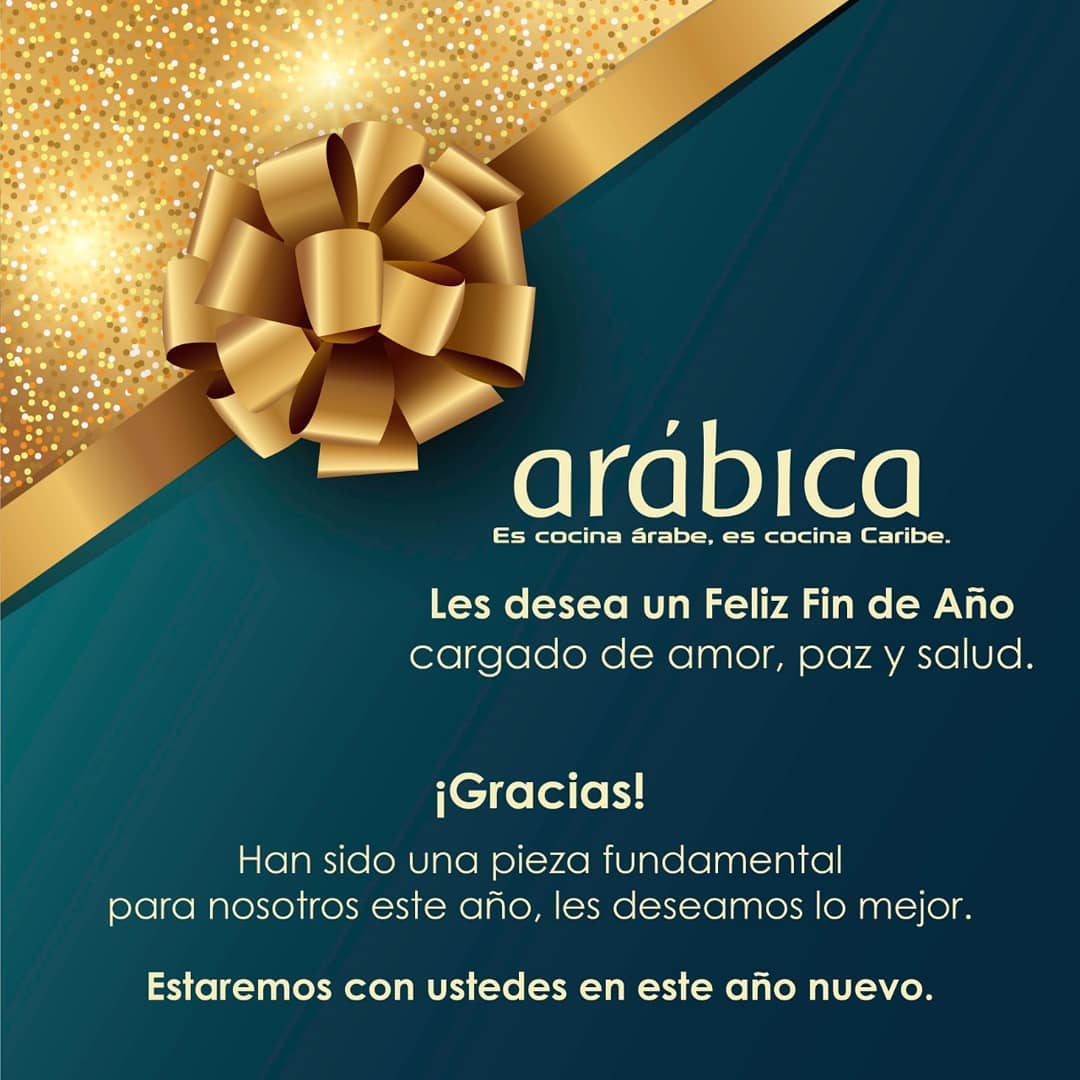 arábica
Es cocina árabe, es cocina Caribe.
Les desea un Feliz Fin de Año
cargado de amor, paz y salud.
¡Gracias!
Han sido una pieza fundamental
para nosotros este año, les deseamos lo mejor.
Estaremos con ustedes en este año nuevo.